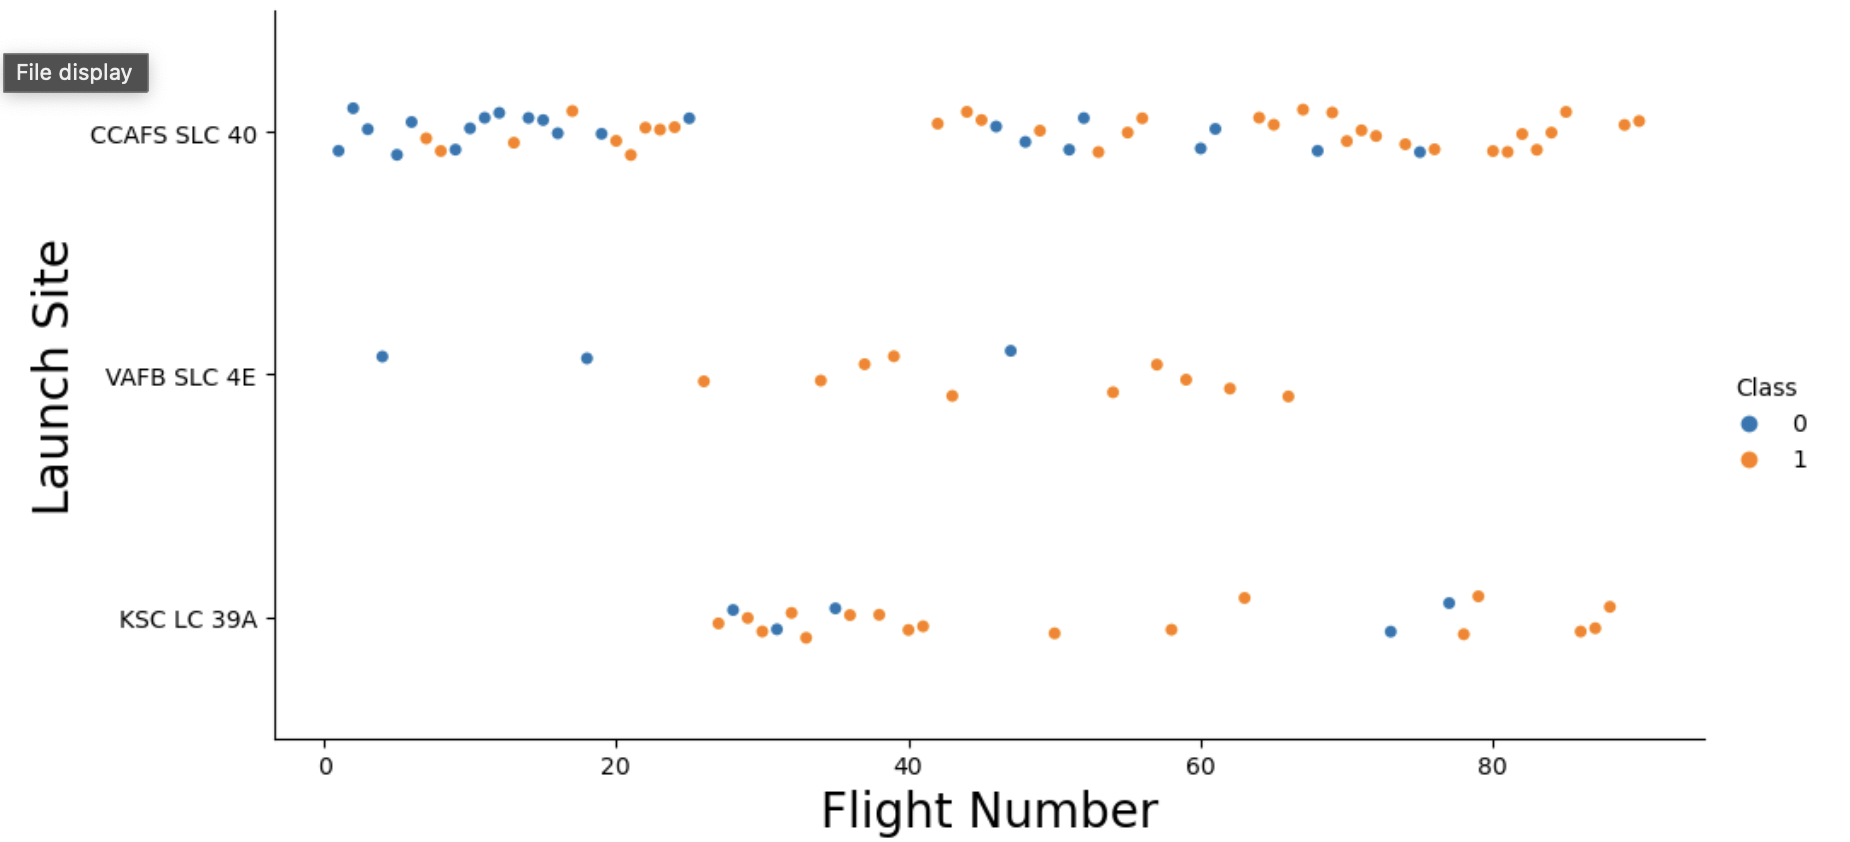 File display
CCAFS SLC 40
VAFB SLC 4E
KSC LC 39A
Launch Site
0
20
40
60
80
Flight Number
Class
0
1